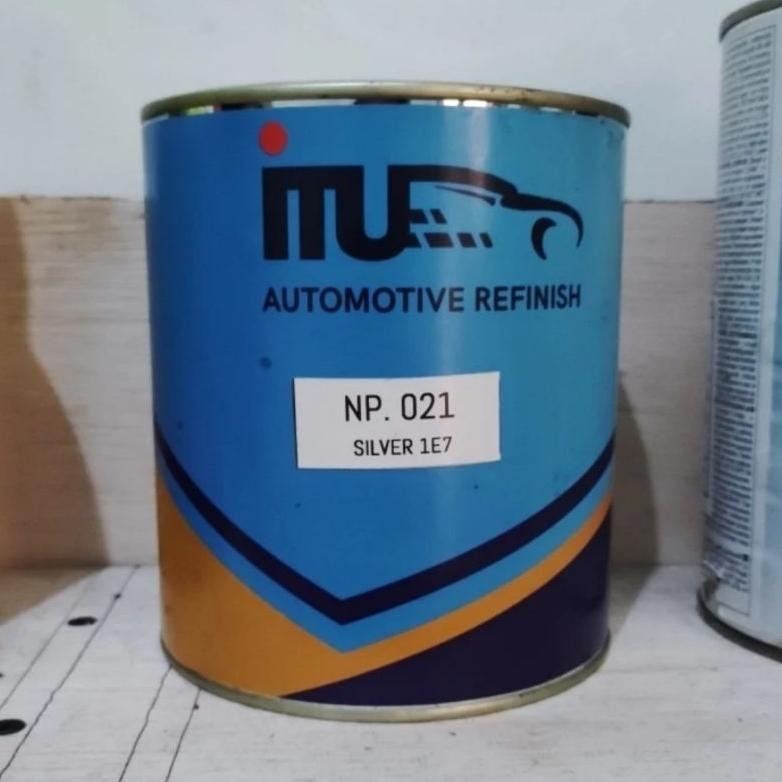 iTU
AUTOMOTIVE REFINISH
NP. 021
SILVER 1E7